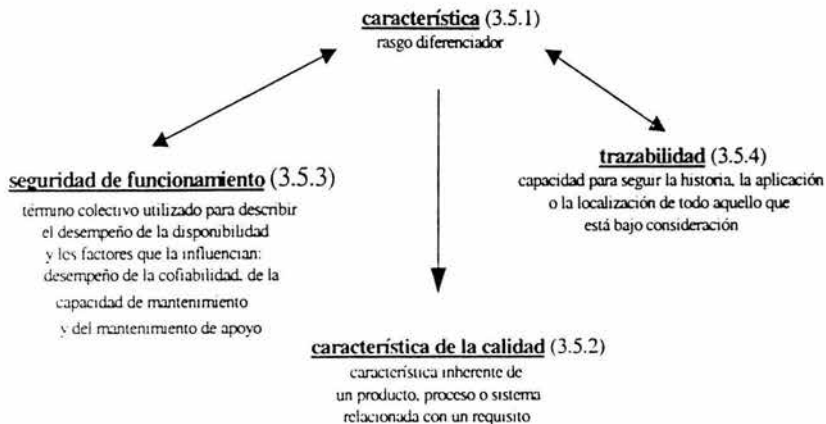 característica (3.5.1)
rasgo diferenciador
seguridad de funcionamiento (3.5.3)
término colectivo utilizado para describir
el desempeño de la disponibilidad
y los factores que la influencian:
desempeño de la cofiabilidad, de la
capacidad de mantenimiento
y del mantenimiento de apoyo
trazabilidad (3.5.4)
capacidad para seguir la historia, la aplicación
o la localización de todo aquello que
está bajo consideración
característica de la calidad (3.5.2)
característica inherente de
un producto, proceso o sistema
relacionada con un requisito